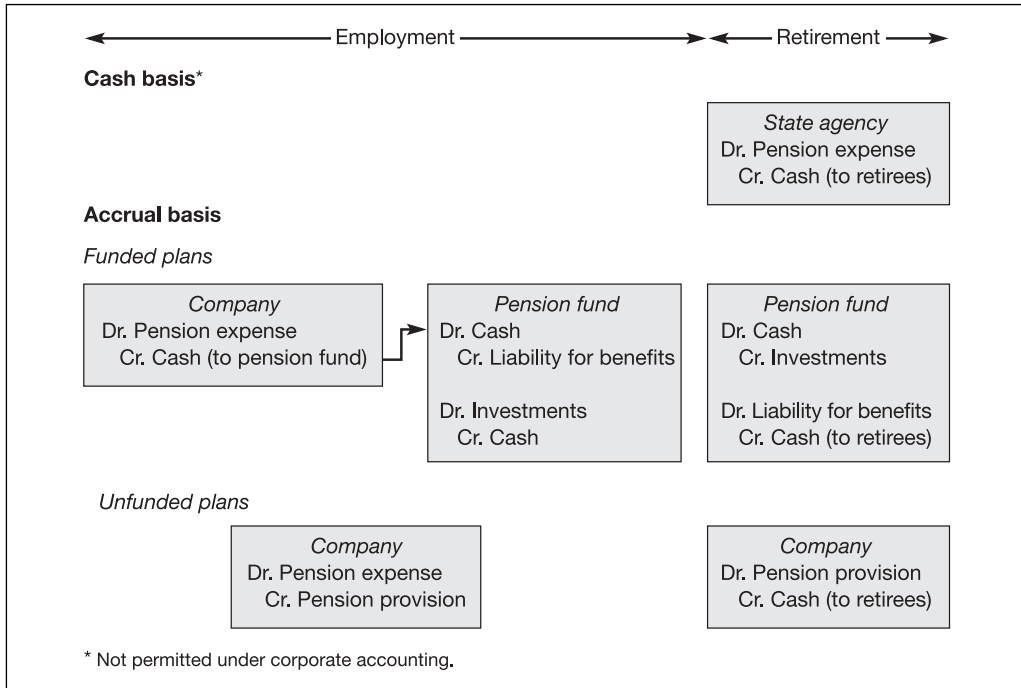 Employment Retirement
Cash basis*
State agency
Dr. Pension expense
Cr. Cash (to retirees)
Accrual basis
Funded plans
Company
Dr. Pension expense
Cr. Cash (to pension fund)
Pension fund
Dr. Cash
Cr. Liability for benefits
Dr. Investments
Cr. Cash
Pension fund
Dr. Cash
Cr. Investments
Dr. Liability for benefits
Cr. Cash (to retirees)
Unfunded plans
Company
Dr. Pension expense
Cr. Pension provision
Company
Dr. Pension provision
Cr. Cash (to retirees)
* Not permitted under corporate accounting.